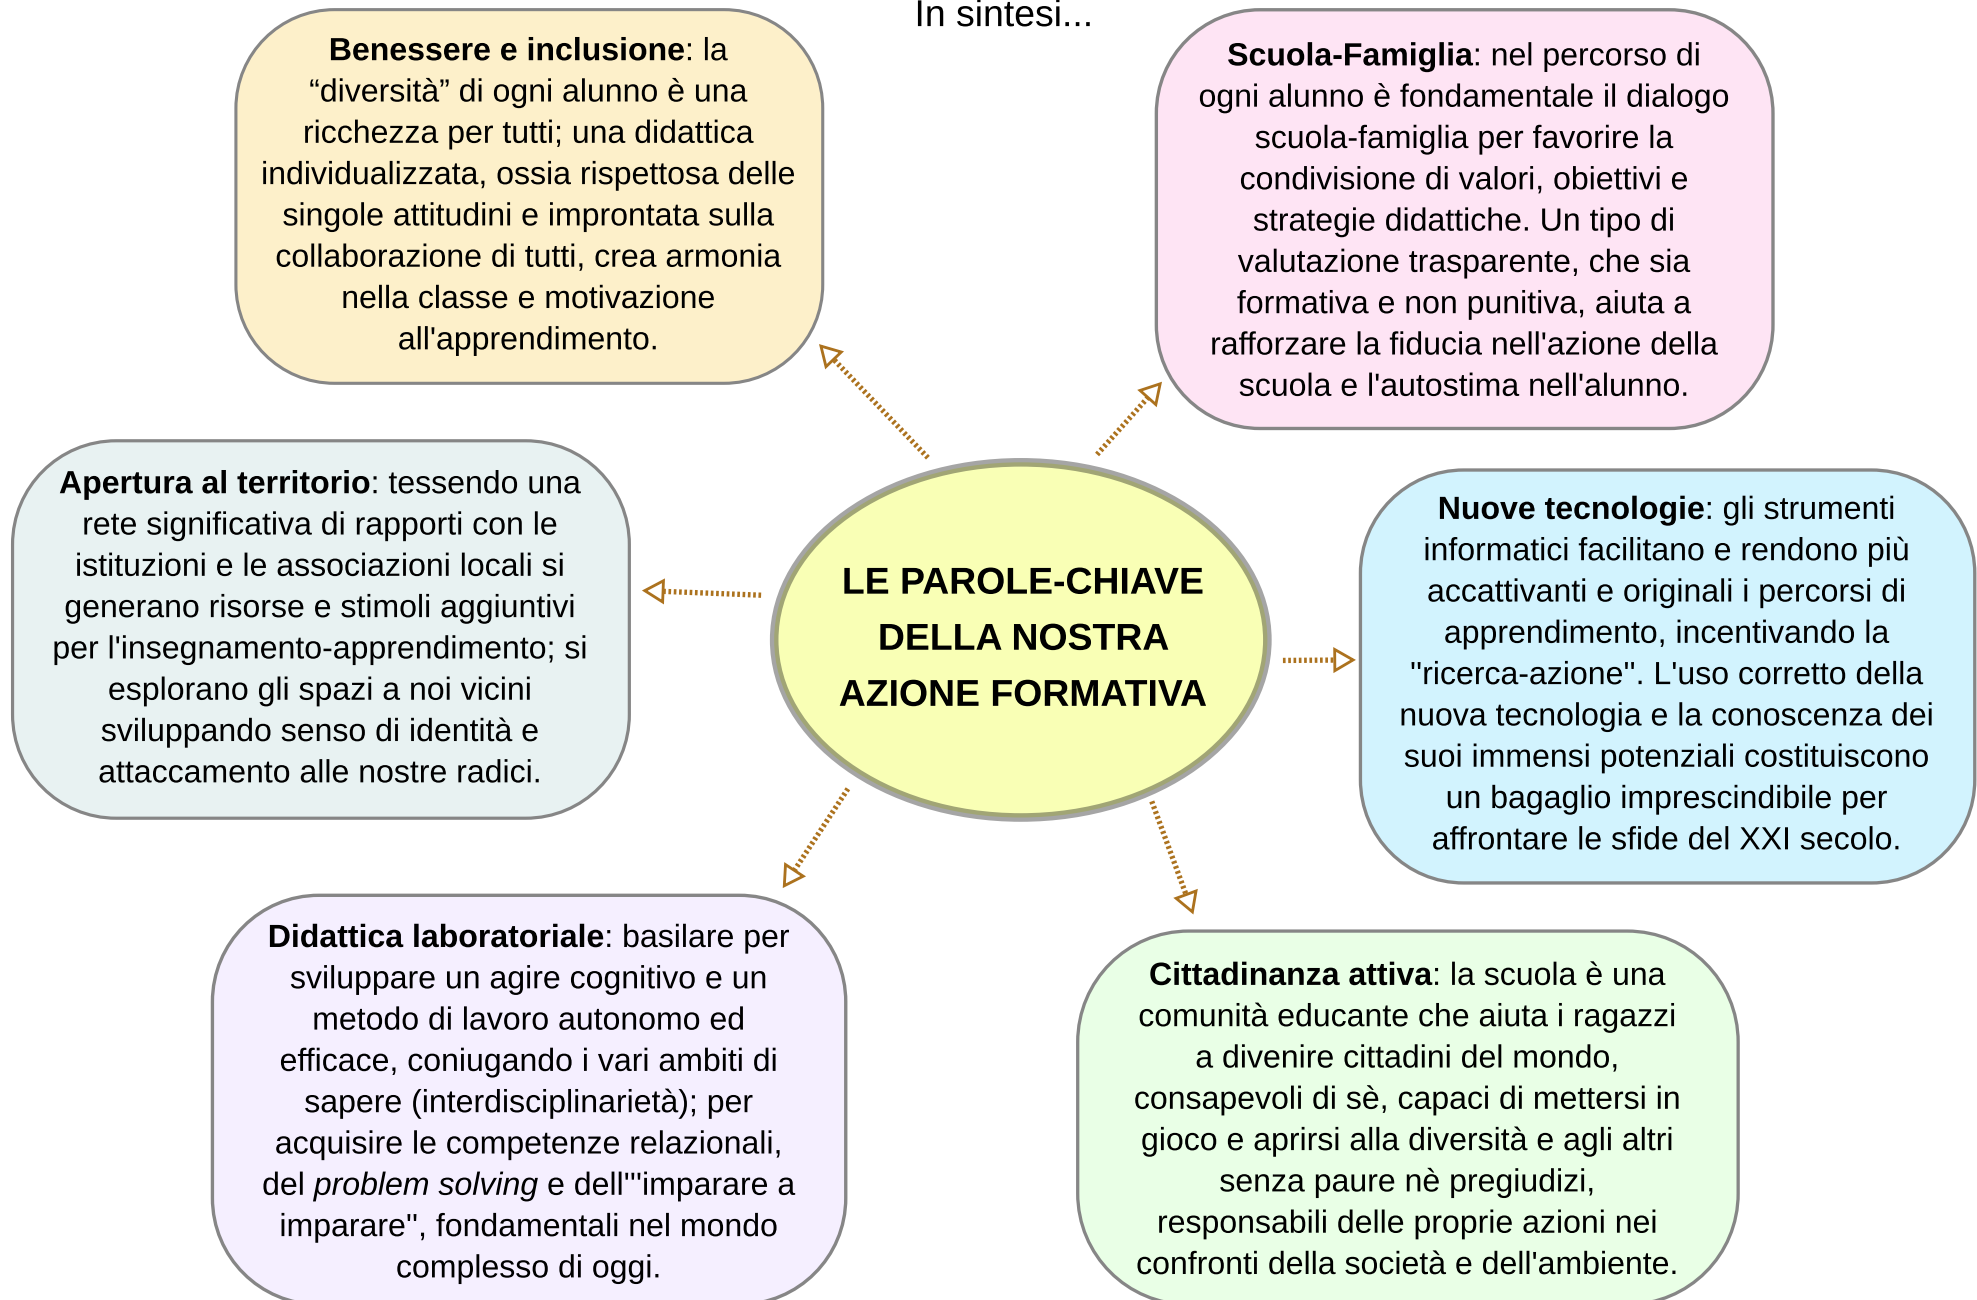 In sintesi...
Benessere e inclusione: la
“diversità” di ogni alunno è una
ricchezza per tutti; una didattica
individualizzata, ossia rispettosa delle
singole attitudini e improntata sulla
collaborazione di tutti, crea armonia
nella classe e motivazione
all'apprendimento.
Scuola-Famiglia: nel percorso di
ogni alunno è fondamentale il dialogo
scuola-famiglia per favorire la
condivisione di valori, obiettivi e
strategie didattiche. Un tipo di
valutazione trasparente, che sia
formativa e non punitiva, aiuta a
rafforzare la fiducia nell'azione della
scuola e l'autostima nell'alunno.
Apertura al territorio: tessendo una
rete significativa di rapporti con le
istituzioni e le associazioni locali si
generano risorse e stimoli aggiuntivi
per l'insegnamento-apprendimento; si
esplorano gli spazi a noi vicini
sviluppando senso di identità e
attaccamento alle nostre radici.
LE PAROLE-CHIAVE
DELLA NOSTRA
AZIONE FORMATIVA
Nuove tecnologie: gli strumenti
informatici facilitano e rendono più
accattivanti e originali i percorsi di
apprendimento, incentivando la
"ricerca-azione". L'uso corretto della
nuova tecnologia e la conoscenza dei
suoi immensi potenziali costituiscono
un bagaglio imprescindibile per
affrontare le sfide del XXI secolo.
Didattica laboratoriale: basilare per
sviluppare un agire cognitivo e un
metodo di lavoro autonomo ed
efficace, coniugando i vari ambiti di
sapere (interdisciplinarietà); per
acquisire le competenze relazionali,
del problem solving e dell'"imparare a
imparare", fondamentali nel mondo
complesso di oggi.
Cittadinanza attiva: la scuola è una
comunità educante che aiuta i ragazzi
a divenire cittadini del mondo,
consapevoli di sè, capaci di mettersi in
gioco e aprirsi alla diversità e agli altri
senza paure nè pregiudizi,
responsabili delle proprie azioni nei
confronti della società e dell'ambiente.